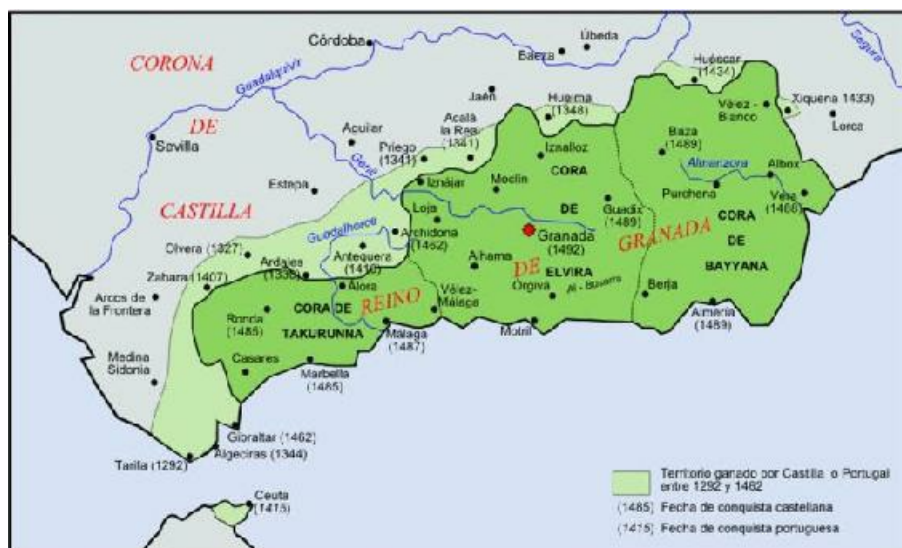 CORONA
DE
CASTILLA
REINO
DE
GRANADA
Guadalquivir
Segura
Córdoba
Úbeda
Baeza
Huéscar
(1434)
Jaén
Huelma
(1348)
Vélez -
Blanco
Xiquena 1433)
Lorca
Sevilla
Aguilar
Acalá
la Rea
(1341)
Priego
(1341)
Genil
Iznalloz
Baza
(1489)
Almanzora
Albox
Estepa
Iznájar
Moclín
CORA
DE
ELVIRA
Purchena
Vera
(1488)
Loja
Guadix
(1489)
CORA
DE
BAYYANA
Guadalhorce
Archidona
(1462)
Granada
(1492)
Olvera (1327)
Antequera
(1410)
Zahara (1407)
Ardales
Alhama
Orgiva
Berja
Álora
Arcos de
la Frontera
Ronda
(1485)
CORA DE
TAKURUNNA
Vélez-
Málaga
Motril
Almería
(1489)
Málaga
(1487)
Medina
Sidonia
Casares
Marbella
(1485)
Gibraltar (1462)
Algeciras (1344)
Tarifa (1292)
Ceuta
(1415)
Territorio ganado por Castilla o Portugal
entre 1292 y 1462
(1485) Fecha de conquista castellana
(1415) Fecha de conquista portuguesa